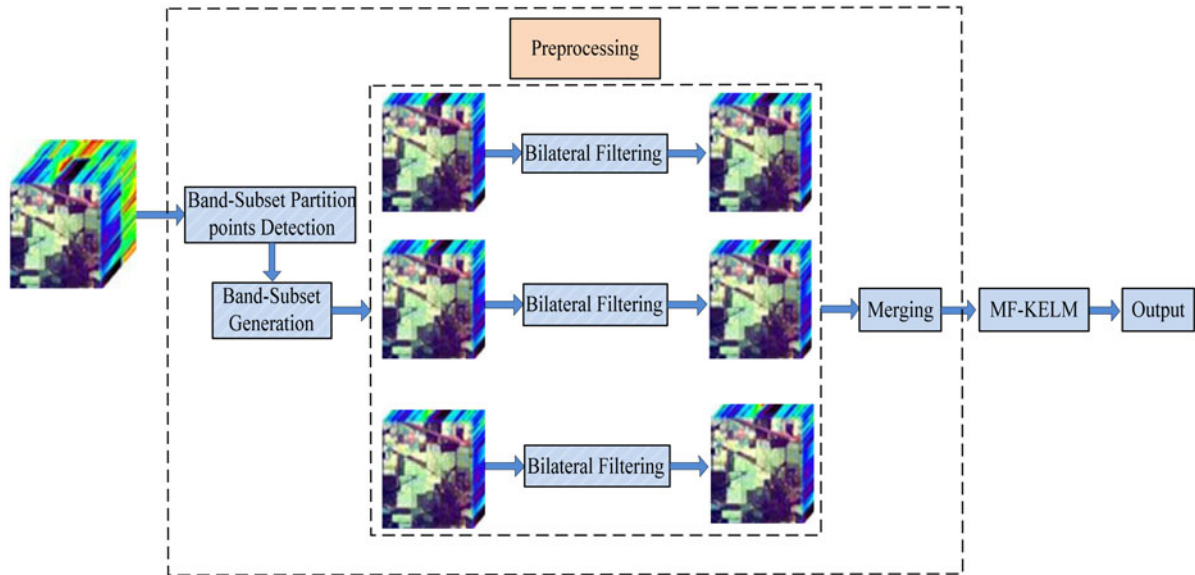 Preprocessing
Bilateral Filtering
Band-Subset Partition
points Detection
Bilateral Filtering
Band-Subset
Generation
Merging
MF-KELM
Output
Bilateral Filtering